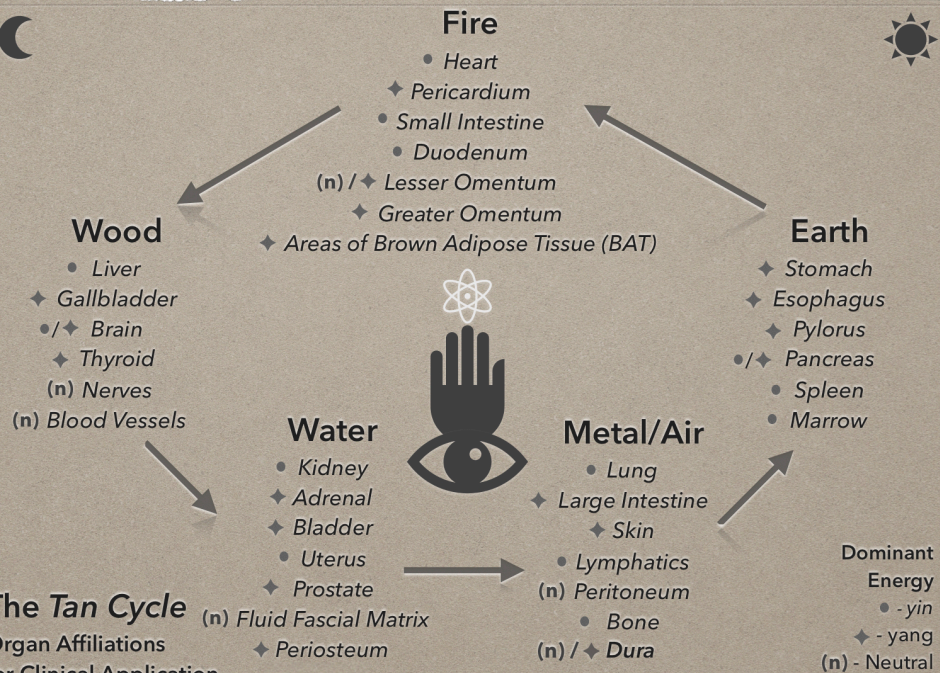 Fire
• Heart
✦ Pericardium
• Small Intestine
• Duodenum
(n) / ✦ Lesser Omentum
✦ Greater Omentum
✦ Areas of Brown Adipose Tissue (BAT)
Wood
• Liver
✦ Gallbladder
•/✦ Brain
✦ Thyroid
(n) Nerves
(n) Blood Vessels
Earth
✦ Stomach
✦ Esophagus
✦ Pylorus
•/✦ Pancreas
• Spleen
• Marrow
Water
• Kidney
✦ Adrenal
✦ Bladder
• Uterus
✦ Prostate
(n) Fluid Fascial Matrix
✦ Periosteum
Metal/Air
• Lung
✦ Large Intestine
✦ Skin
• Lymphatics
(n) Peritoneum
• Bone
(n) / ✦ Dura
The Tan Cycle
Organ Affiliations
Clinical Application
Dominant
Energy
• - yin
✦ - yang
(n) - Neutral